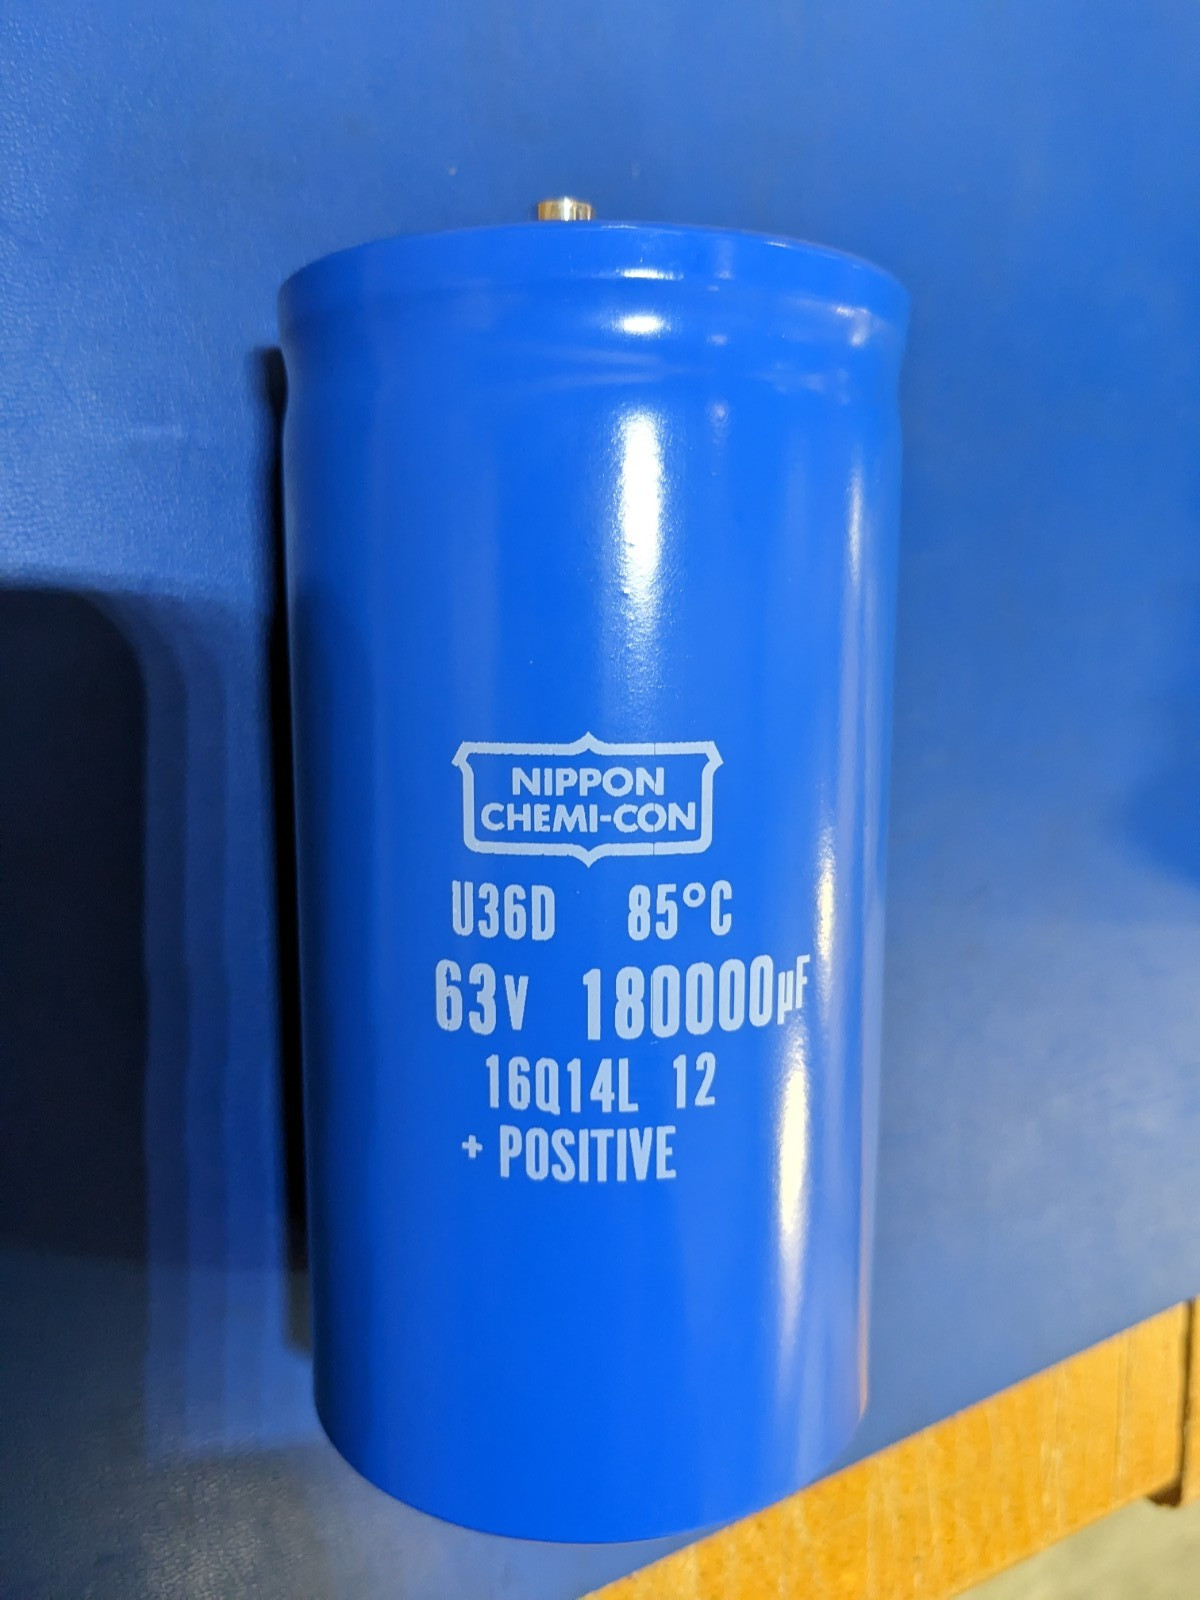 NIPPON
CHEMI-CON
U36D 85°C
63V 180000µF
16Q14L 12
+ POSITIVE